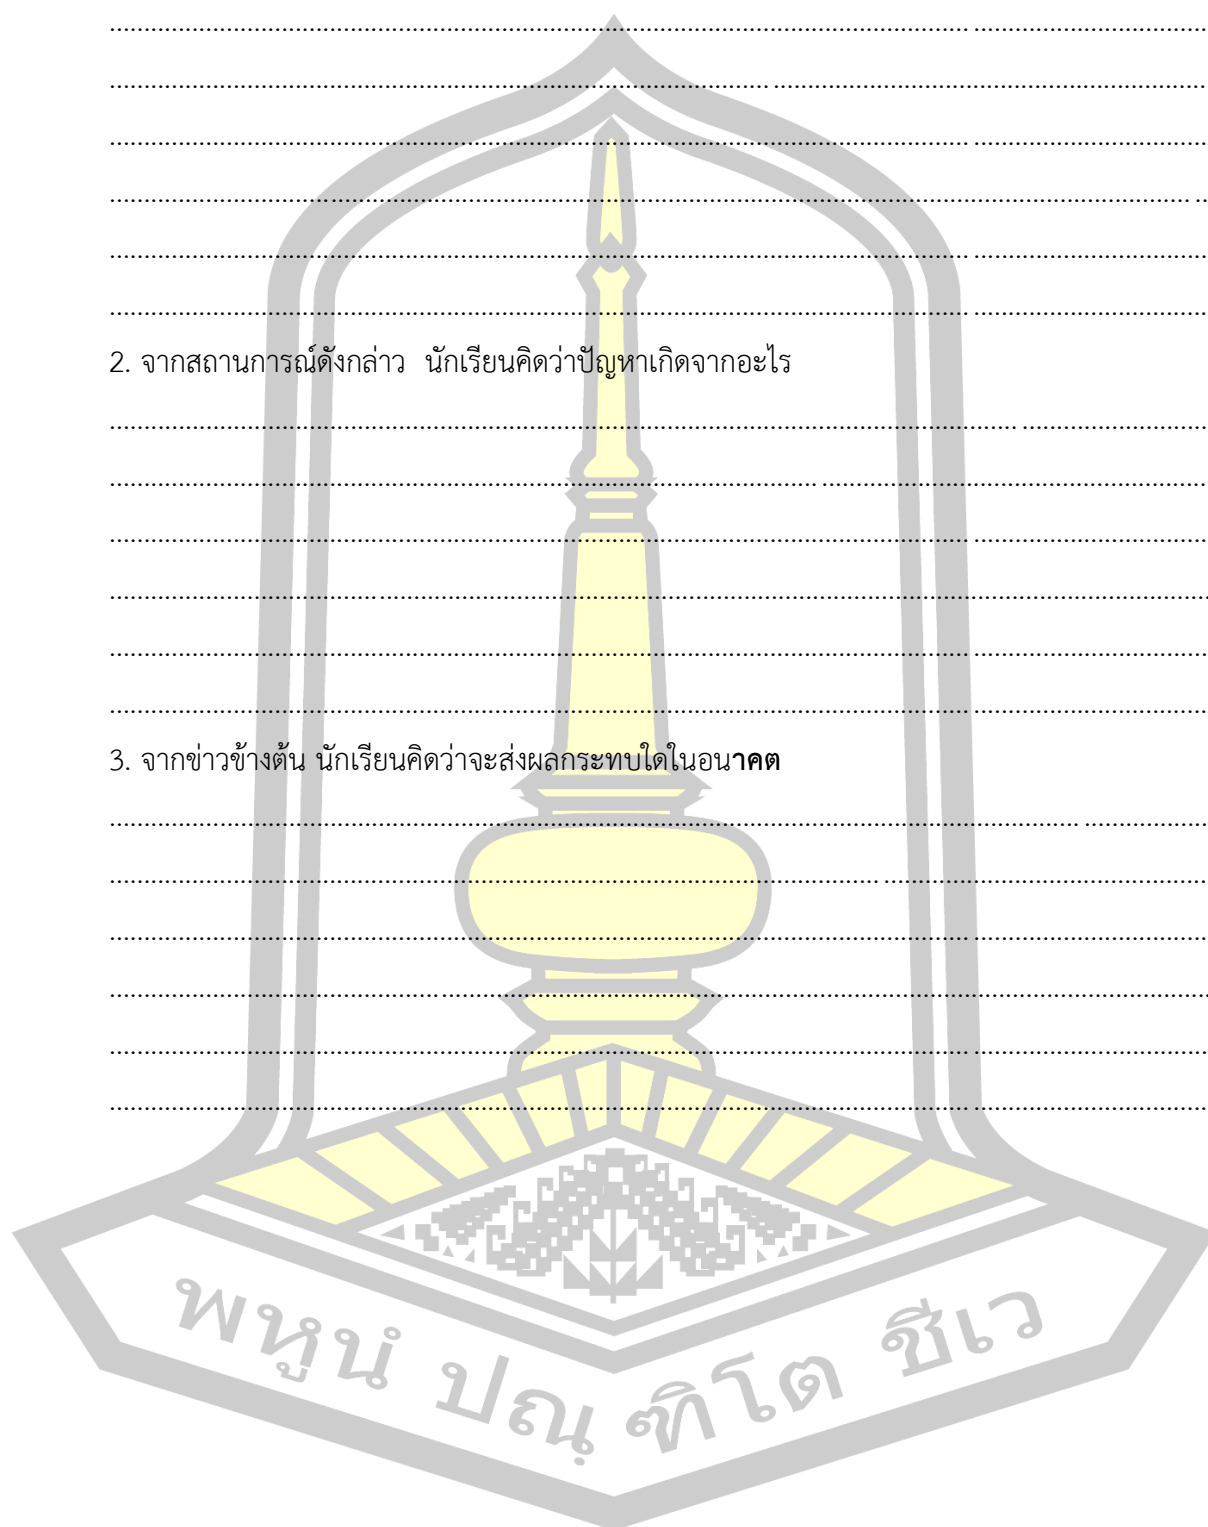 2. จากสถานการณ์ดังกล่าว นักเรียนคิดว่าปัญหาเกิดจากอะไร
3. จากข่าวข้างต้น นักเรียนคิดว่าจะส่งผลกระทบใดในอนาคต
พหูนํ ปณฺฑิโต ชีเว